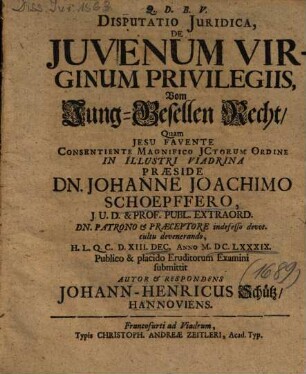 Diss. Jur. 1568
Q. D. B. V.
DISPUTATIO JURIDICA,
DE
JUVENUM VIR-
GINUM PRIVILEGIIS,
Vom
Jung-Gesellen Recht/
Quam
JESU FAVENTE
CONSENTIENTE MAGNIFICO JCTORUM ORDINE
IN ILLUSTRI VIADRINA
PRÆSIDE
DN. JOHANNE JOACHIMO
SCHOEPFFERO,
J. U. D. & PROF. PUBL. EXTRAORD.
DN. PATRONO & PRÆCEPTORE indefesso devot.
cultu devenerando,
H. L. Q. C. D. XIII. DEC. ANNO M. DC. LXXXIX.
Publico & placido Eruditorum Examini
submittit
(1689)
AUTOR & RESPONDENS
JOHANN-HENRICUS Schütz/
HANNOVIENS.
Francofurti ad Viadrum,
Typis CHRISTOPH. ANDREÆ ZEITLERI, Acad. Typ.